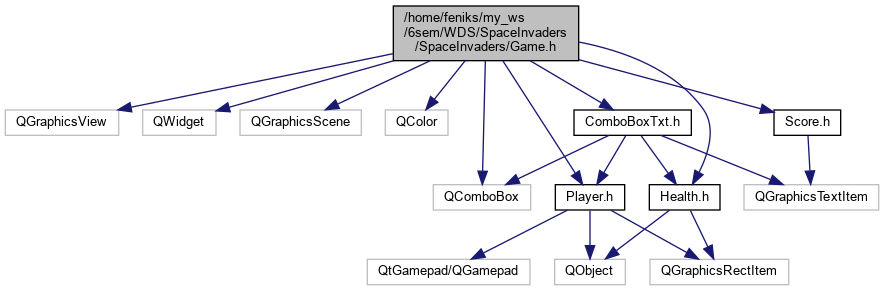 /home/feniks/my_ws
/6sem/WDS/SpaceInvaders
/SpaceInvaders/Game.h
QGraphicsView
QWidget
QGraphicsScene
QColor
ComboBoxTxt.h
Score.h
QComboBox
Player.h
Health.h
QGraphicsTextItem
QtGamepad/QGamepad
QObject
QGraphicsRectItem